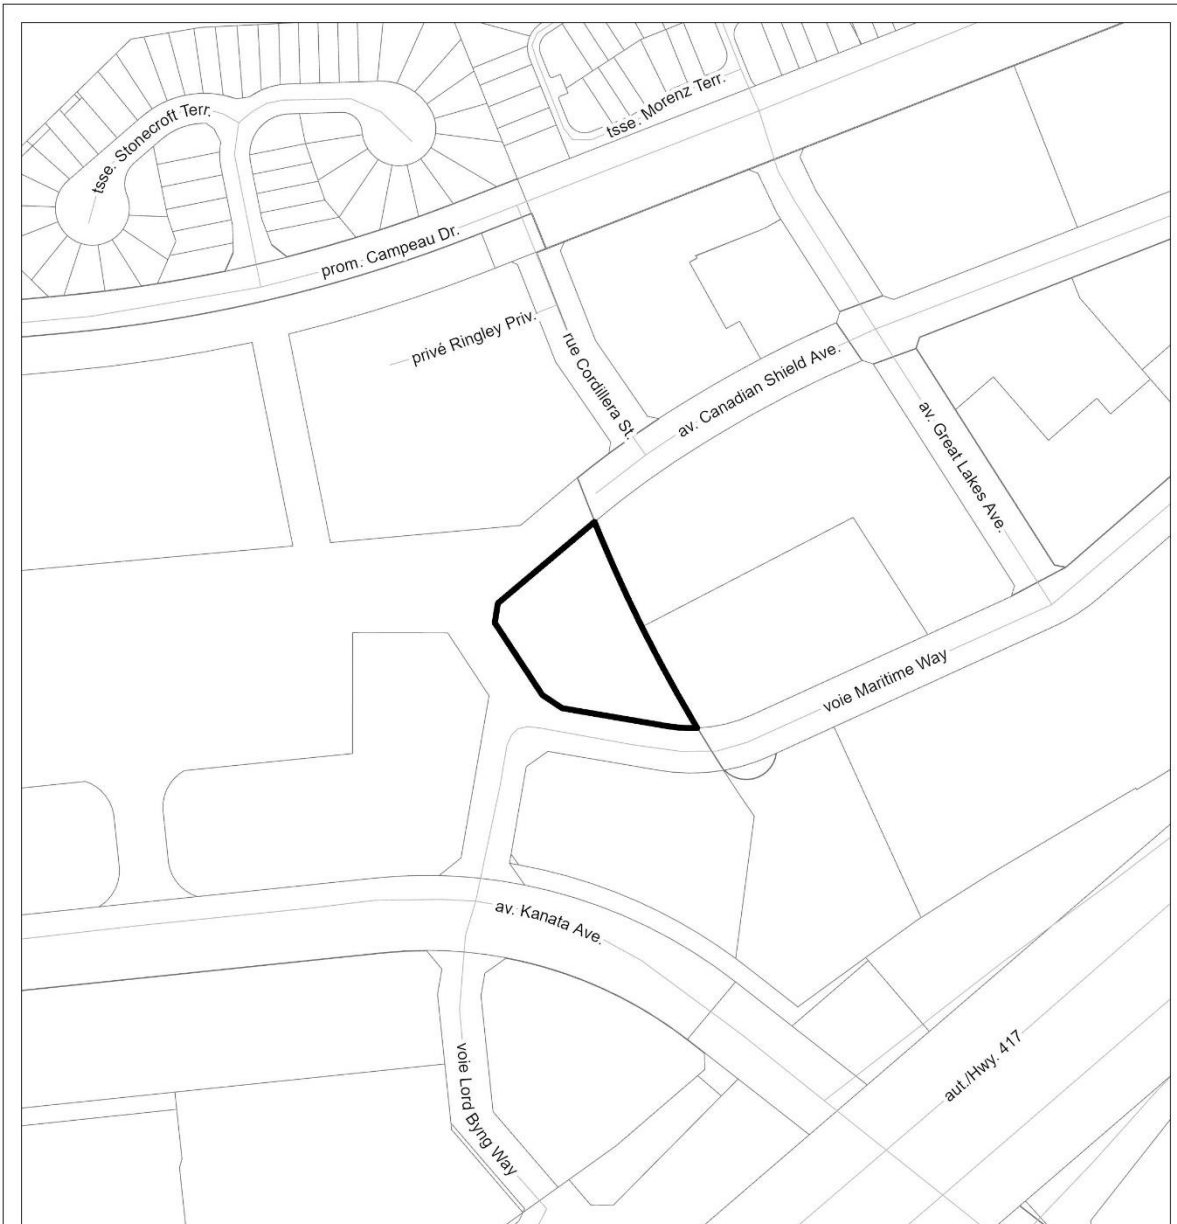 tsse. Stonecroft Terr.
tsse. Morenz Terr.
prom. Campeau Dr.
privé Ringley Priv.
rue Cordillera St.
av. Canadian Shield Ave.
av. Great Lakes Ave.
voie Maritime Way
av. Kanata Ave.
voie Lord Byng Way
aut./Hwy. 417